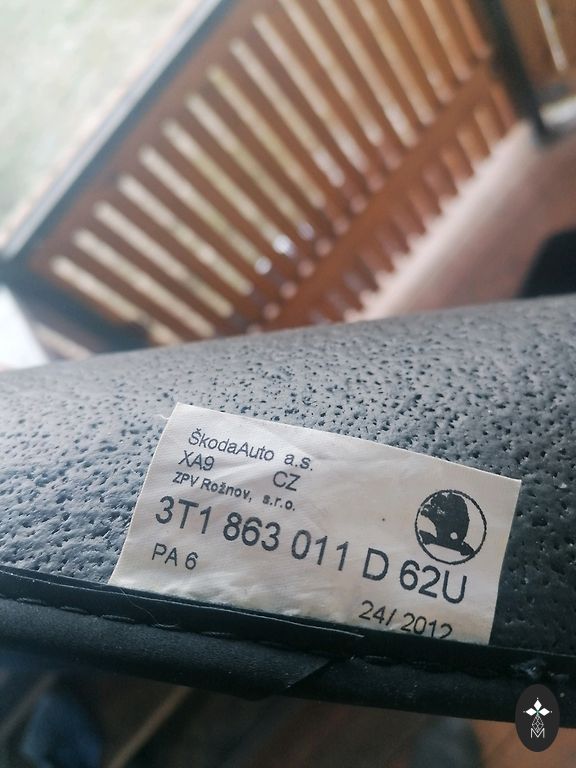 ŠkodaAuto a.s.
XA9 CZ
ZPV Rožnov, s.r.o.
3T1 863 011 D 62U
PA 6
24/2012
M